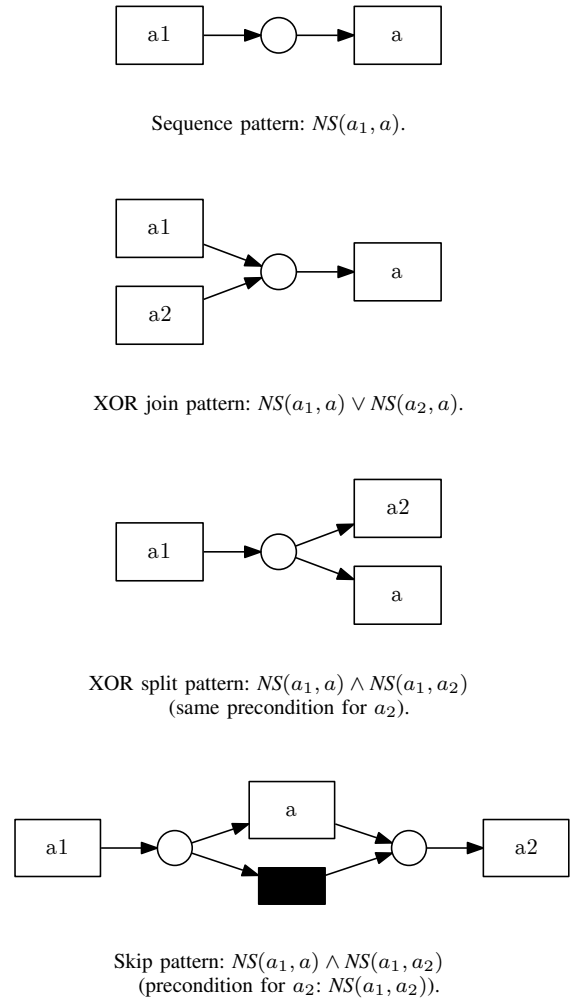 a1 a
Sequence pattern: NS(a₁, a).
a1
a
a2
XOR join pattern: NS(a₁, a) ∨ NS(a₂, a).
a2
a1
a
XOR split pattern: NS(a₁, a) ∧ NS(a₁, a₂)
(same precondition for a₂).
a
a1 a2
Skip pattern: NS(a₁, a) ∧ NS(a₁, a₂)
(precondition for a₂: NS(a₁, a₂)).